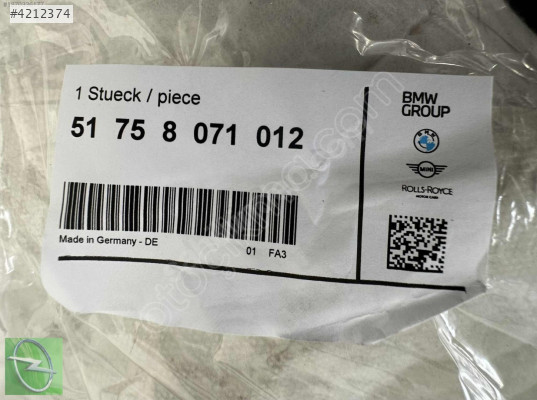 #4212374
1 Stueck / piece
51 75 8 071 012
Made in Germany - DE
01 FA3
BMW
GROUP
BMW
MINI
ROLLS-ROYCE
MOTOR CARS